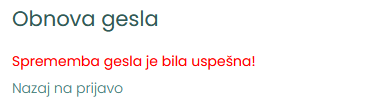 Obnova gesla
Sprememba gesla je bila uspešna!
Nazaj na prijavo